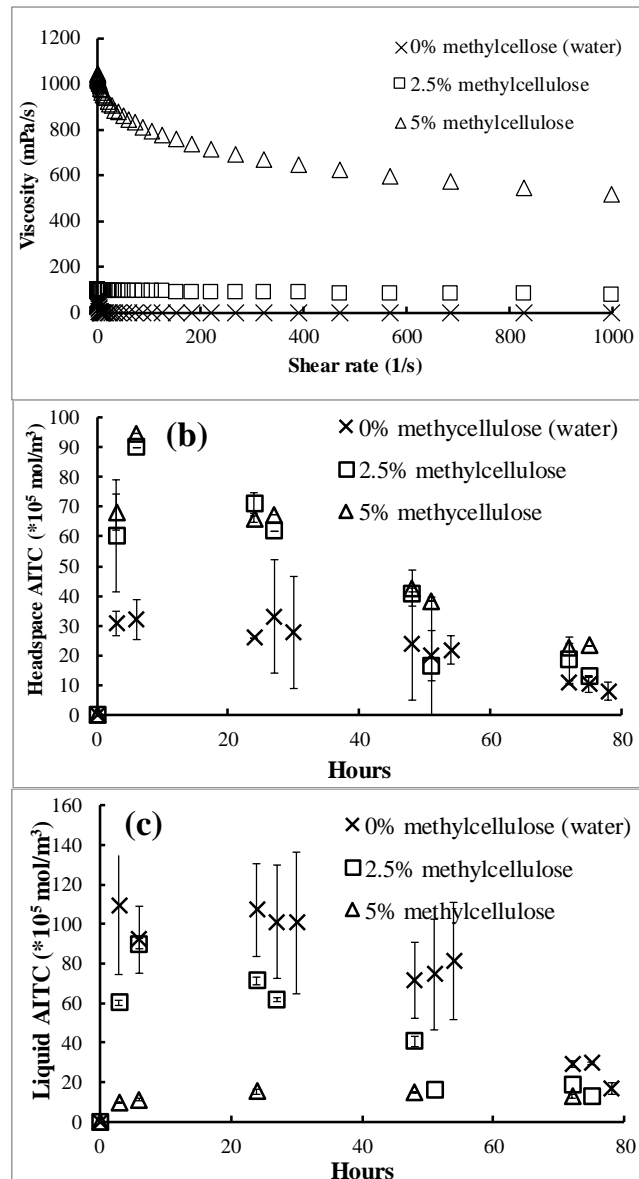 1200
1000
800
600
400
200
0
Viscosity (mPa/s)
× 0% methylcellose (water)
□ 2.5% methylcellulose
△ 5% methylcellulose
0 200 400 600 800 1000
Shear rate (1/s)
(b)
100
90
80
70
60
50
40
30
20
10
0
Headspace AITC (*10⁵ mol/m³)
× 0% methycellulose (water)
□ 2.5% methylcellulose
△ 5% methycellulose
0 20 40 60 80
Hours
(c)
160
140
120
100
80
60
40
20
0
Liquid AITC (*10⁵ mol/m³)
× 0% methylcellulose (water)
□ 2.5% methylcellulose
△ 5% methylcellulose
0 20 40 60 80
Hours